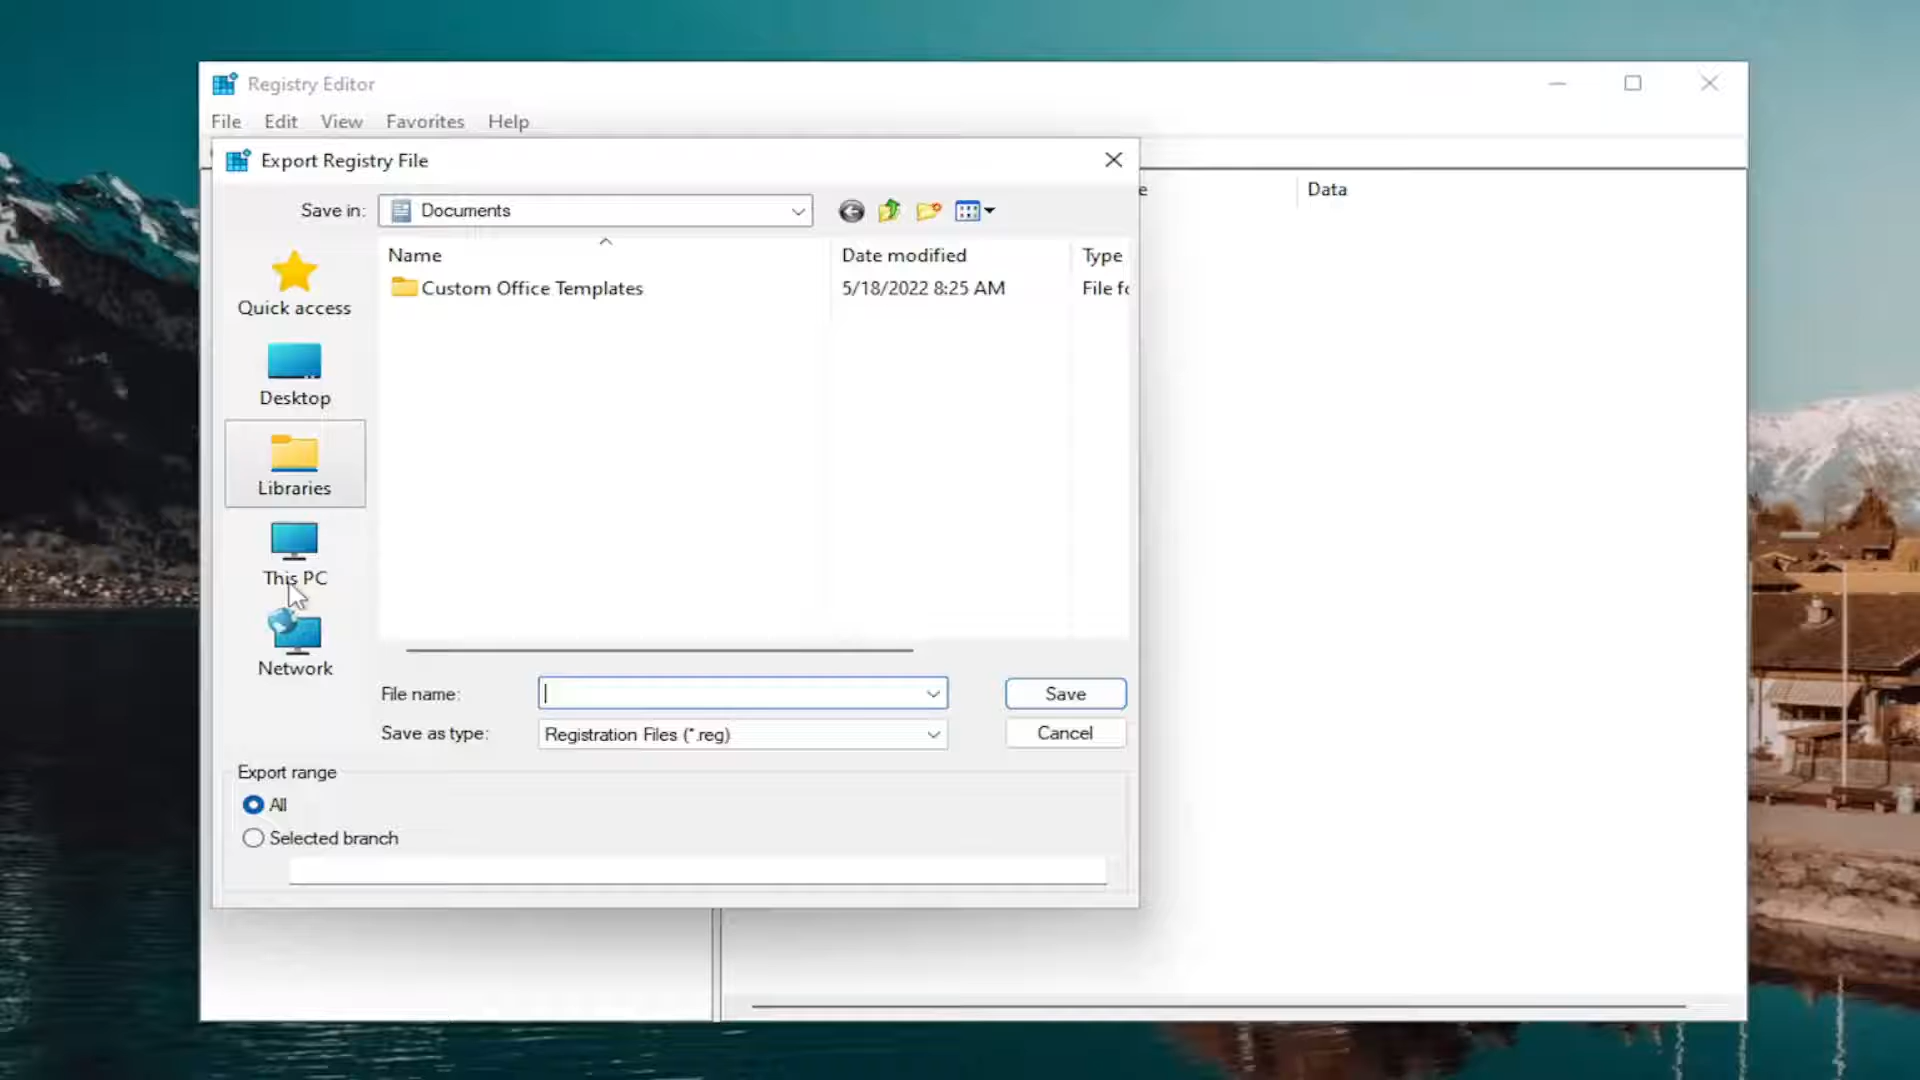 Registry Editor
File Edit View Favorites Help
Export Registry File
Save in: Documents
e Data
Name Date modified Type
Custom Office Templates 5/18/2022 8:25 AM File fo
Quick access
Desktop
Libraries
This PC
Network
File name: Save
Save as type: Registration Files (*.reg) Cancel
Export range
All
Selected branch